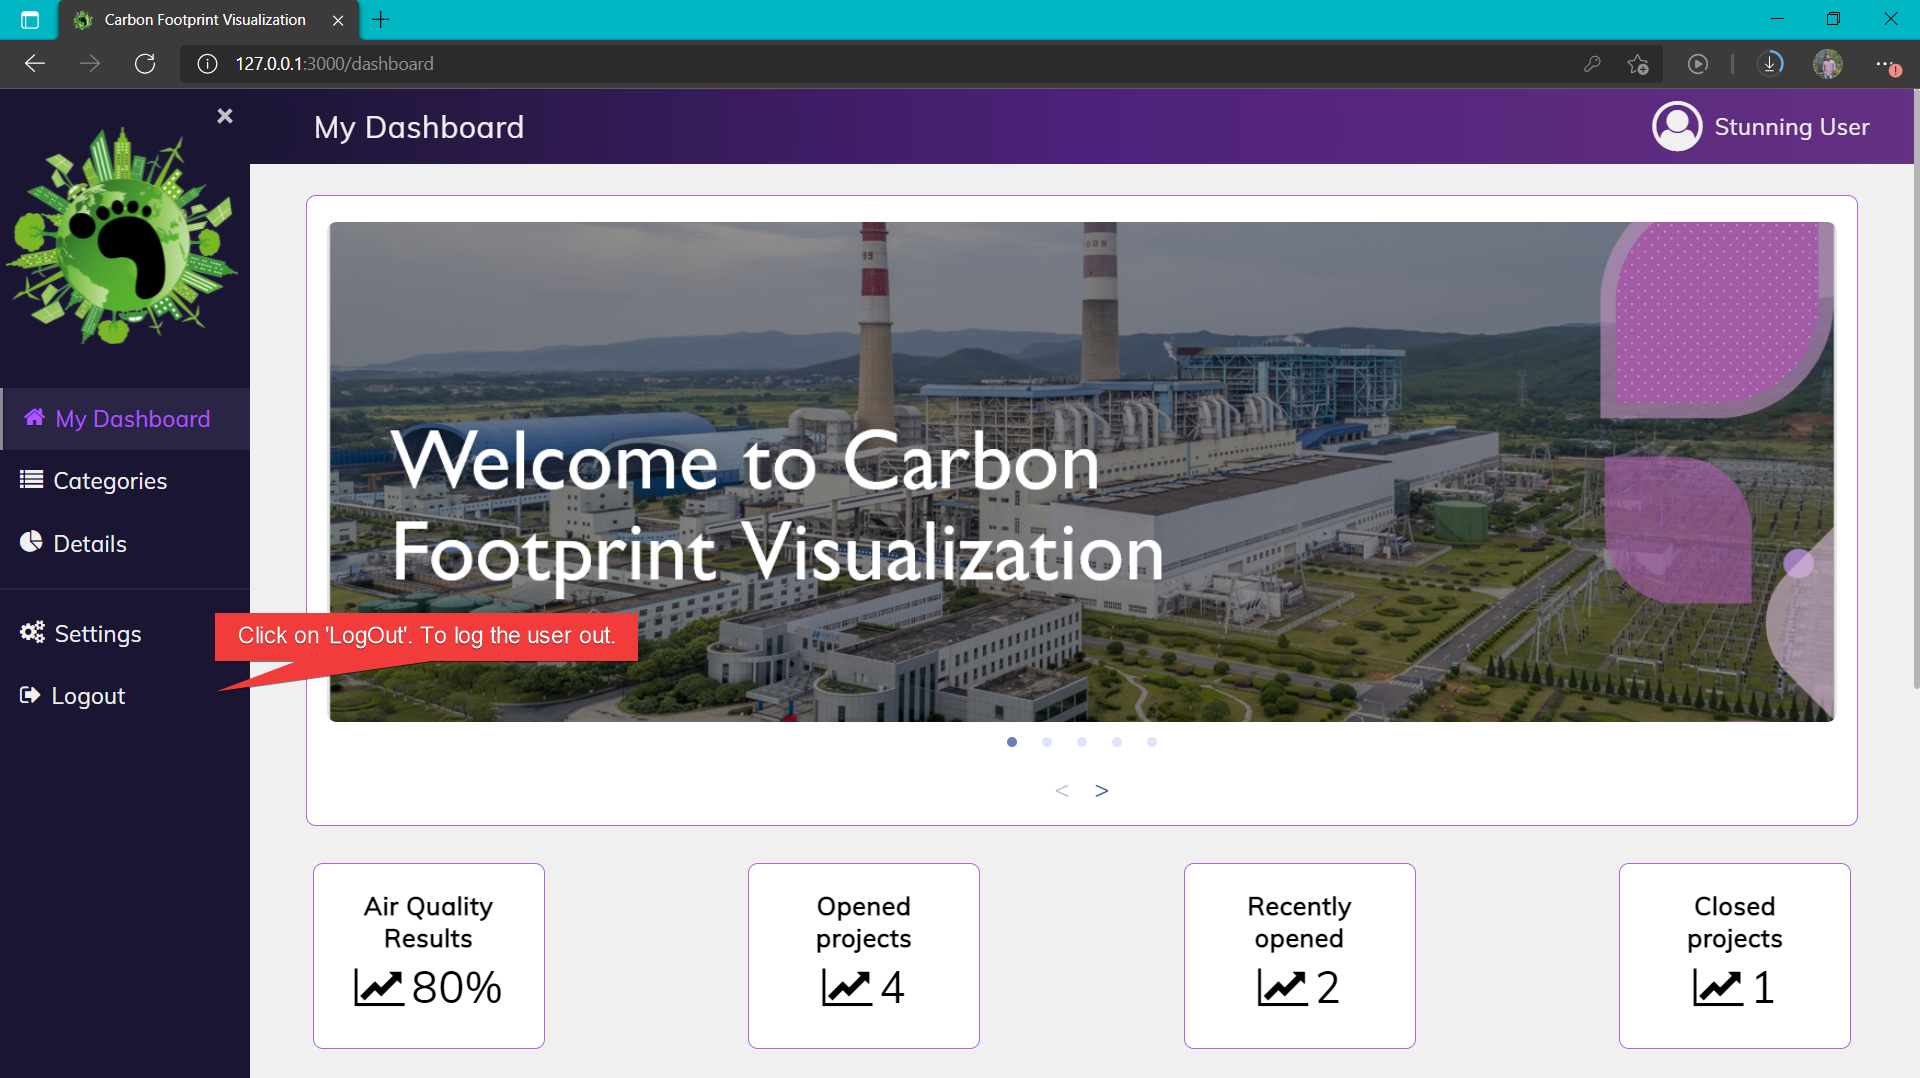 Carbon Footprint Visualization
127.0.0.1:3000/dashboard
My Dashboard
Stunning User
My Dashboard
Categories
Details
Settings
Logout
Click on 'LogOut'. To log the user out.
Welcome to Carbon
Footprint Visualization
< >
Air Quality
Results
80%
Opened
projects
4
Recently
opened
2
Closed
projects
1